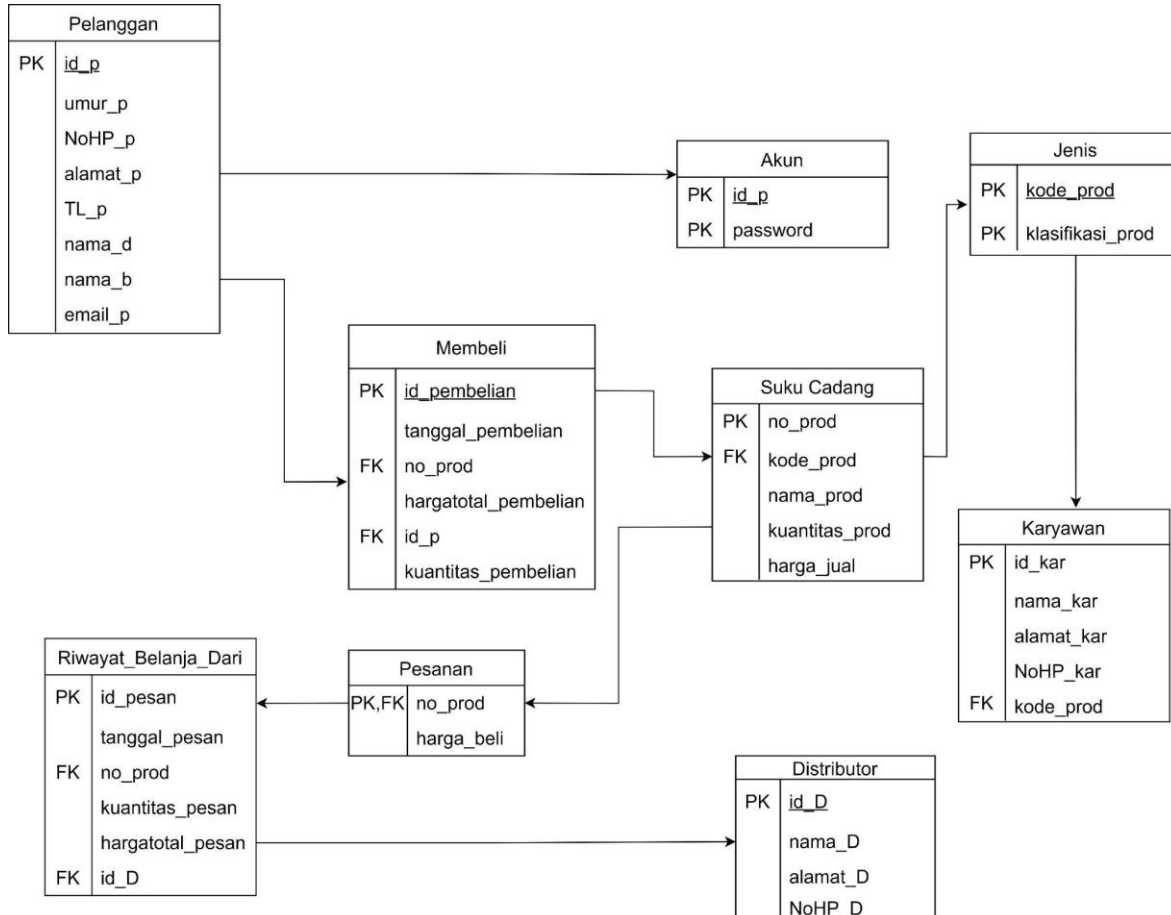 Pelanggan
PK id_p
umur_p
NoHP_p
alamat_p
TL_p
nama_d
nama_b
email_p
Akun
PK id_p
PK password
Jenis
PK kode_prod
PK klasifikasi_prod
Membeli
PK id_pembelian
tanggal_pembelian
FK no_prod
hargatotal_pembelian
FK id_p
kuantitas_pembelian
Suku Cadang
PK no_prod
FK kode_prod
nama_prod
kuantitas_prod
harga_jual
Karyawan
PK id_kar
nama_kar
alamat_kar
NoHP_kar
FK kode_prod
Riwayat_Belanja_Dari
PK id_pesan
tanggal_pesan
FK no_prod
kuantitas_pesan
hargatotal_pesan
FK id_D
Pesanan
PK,FK no_prod
harga_beli
Distributor
PK id_D
nama_D
alamat_D
NoHP_D